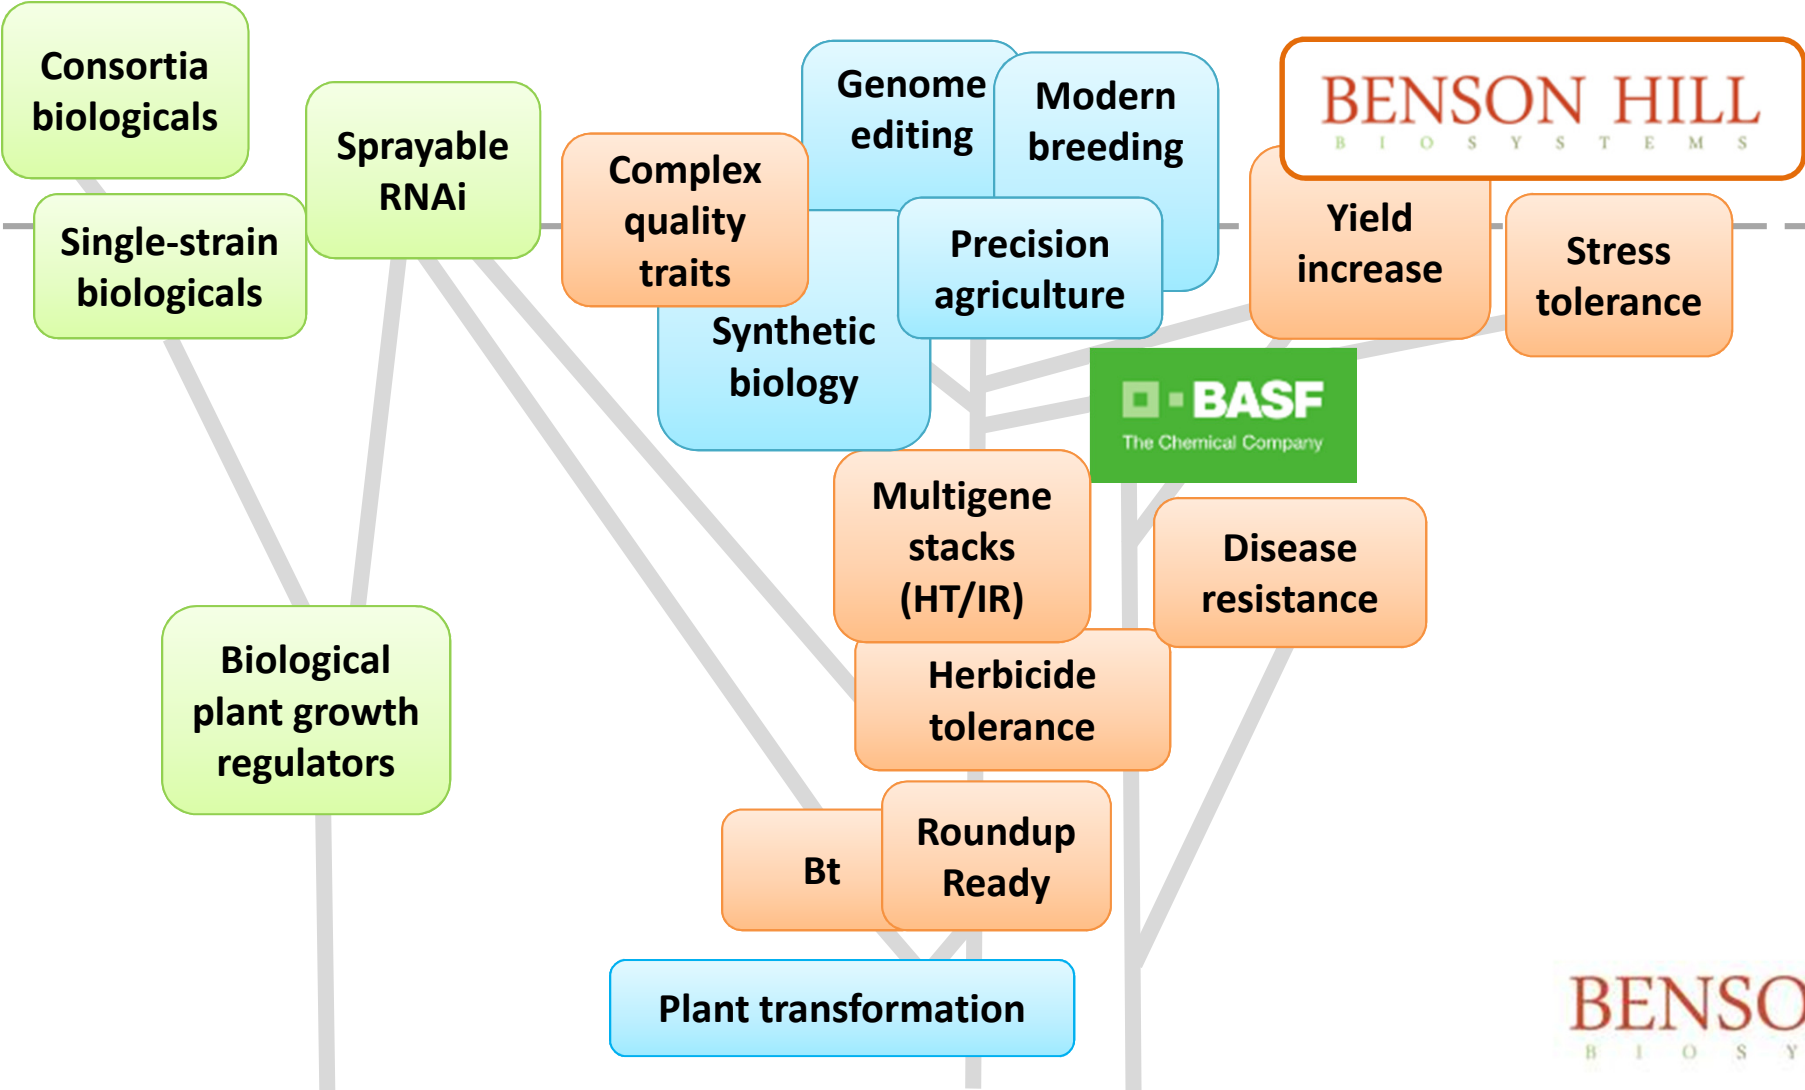 Consortia
biologicals
Sprayable
RNAi
Single-strain
biologicals
Complex
quality
traits
Genome
editing
Modern
breeding
BENSON HILL
BIOSYSTEMS
Yield
increase
Stress
tolerance
Precision
agriculture
Synthetic
biology
BASF
The Chemical Company
Multigene
stacks
(HT/IR)
Disease
resistance
Biological
plant growth
regulators
Herbicide
tolerance
Bt
Roundup
Ready
Plant transformation
BENSO
BIOSY